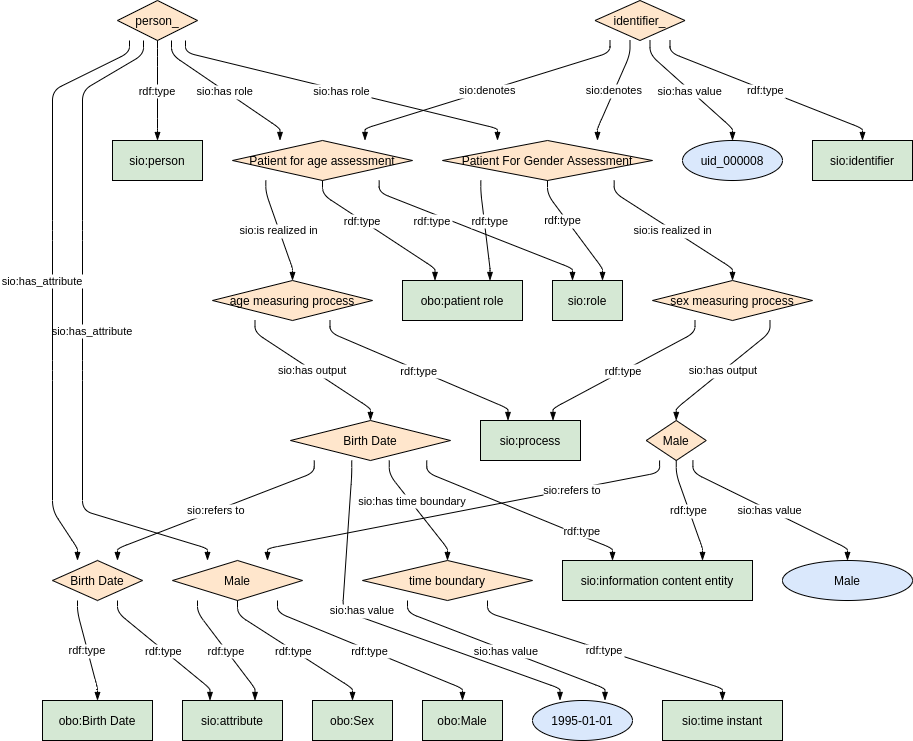 person_
identifier_
rdf:type
sio:has role
sio:has role
sio:denotes
sio:denotes
sio:has value
rdf:type
sio:person
Patient for age assessment
Patient For Gender Assessment
uid_000008
sio:identifier
sio:is realized in
rdf:type
rdf:type
rdf:type
rdf:type
sio:is realized in
sio:has_attribute
age measuring process
obo:patient role
sio:role
sex measuring process
sio:has_attribute
sio:has output
rdf:type
rdf:type
sio:has output
Birth Date
sio:process
Male
sio:refers to
sio:has time boundary
sio:refers to
rdf:type
rdf:type
sio:has value
Birth Date
Male
time boundary
sio:information content entity
Male
sio:has value
rdf:type
rdf:type
rdf:type
rdf:type
rdf:type
sio:has value
rdf:type
obo:Birth Date
sio:attribute
obo:Sex
obo:Male
1995-01-01
sio:time instant